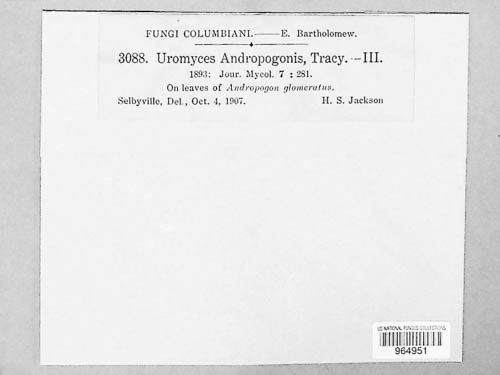 FUNGI COLUMBIANI.——E. Bartholomew.
3088. Uromyces Andropogonis, Tracy.—III.
1893: Jour. Mycol. 7 : 281.
On leaves of Andropogon glomeratus.
Selbyville, Del., Oct. 4, 1907. H. S. Jackson
US NATIONAL FUNGUS COLLECTIONS
964951